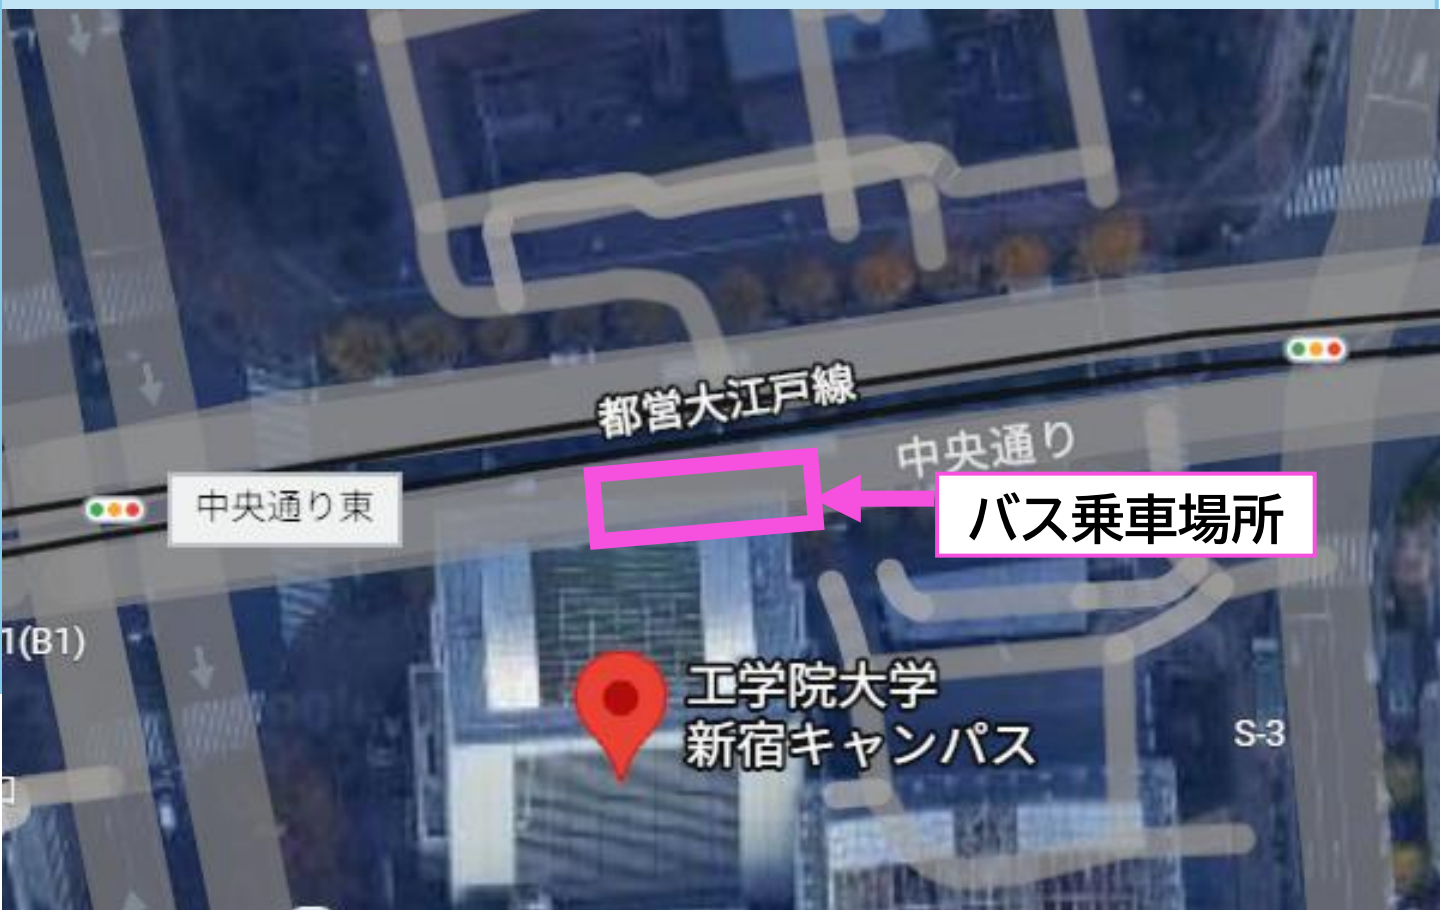 都営大江戸線
中央通り
中央通り東
バス乗車場所
1(B1)
工学院大学
新宿キャンパス
S-3
口